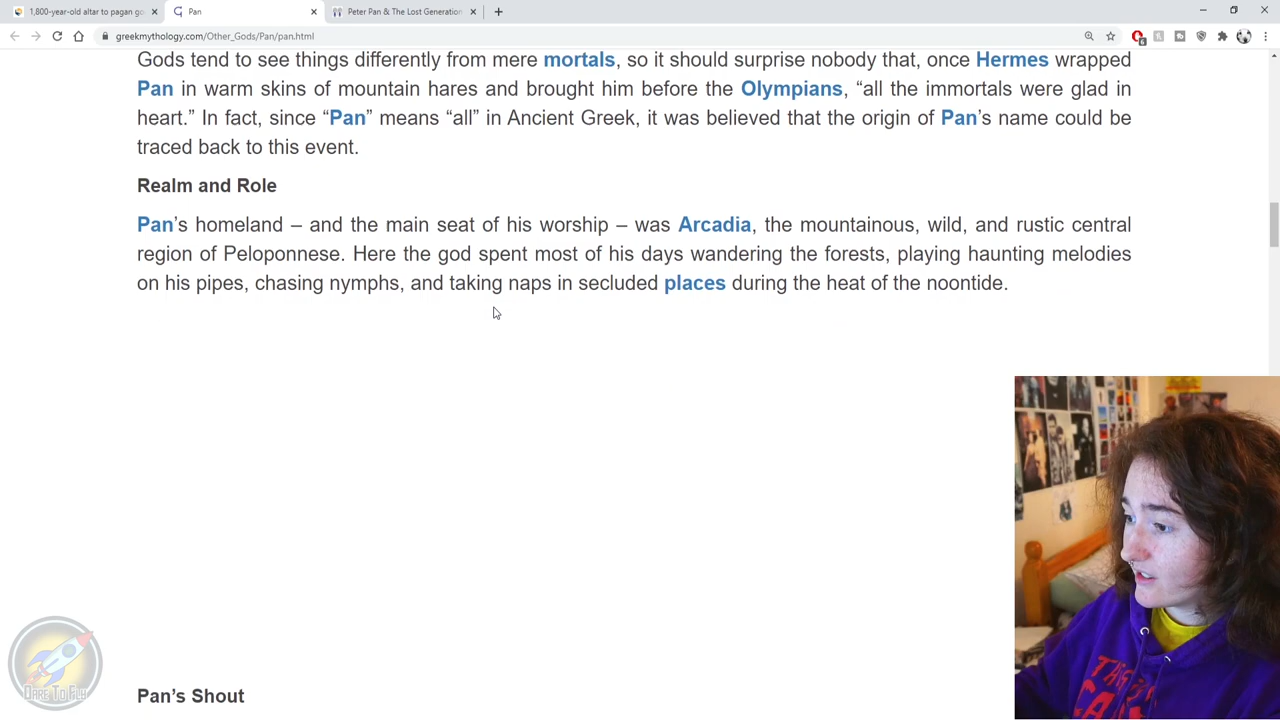 1,800-year-old altar to pagan go
Pan
Peter Pan & The Lost Generation
greekmythology.com/Other_Gods/Pan/pan.html
Gods tend to see things differently from mere mortals, so it should surprise nobody that, once Hermes wrapped
Pan in warm skins of mountain hares and brought him before the Olympians, “all the immortals were glad in
heart.” In fact, since “Pan” means “all” in Ancient Greek, it was believed that the origin of Pan’s name could be
traced back to this event.
Realm and Role
Pan’s homeland – and the main seat of his worship – was Arcadia, the mountainous, wild, and rustic central
region of Peloponnese. Here the god spent most of his days wandering the forests, playing haunting melodies
on his pipes, chasing nymphs, and taking naps in secluded places during the heat of the noontide.
Pan’s Shout
DARE TO FLY